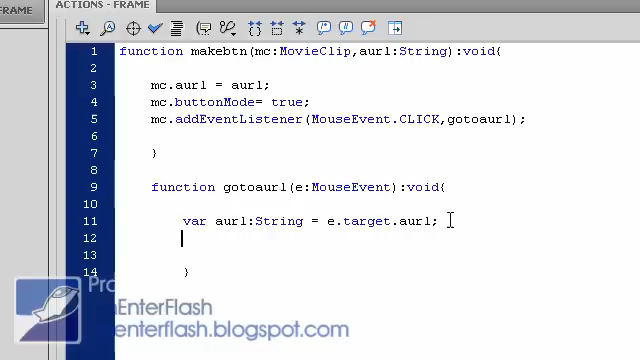 FRAME
ACTIONS - FRAME
1 function makebtn(mc:MovieClip,aurl:String):void{
2
3 mc.aurl = aurl;
4 mc.buttonMode= true;
5 mc.addEventListener(MouseEvent.CLICK,gotoaurl);
6
7 }
8
9 function gotoaurl(e:MouseEvent):void{
10
11 var aurl:String = e.target.aurl;
12
13
14 }
EnterFlash
enterflash.blogspot.com